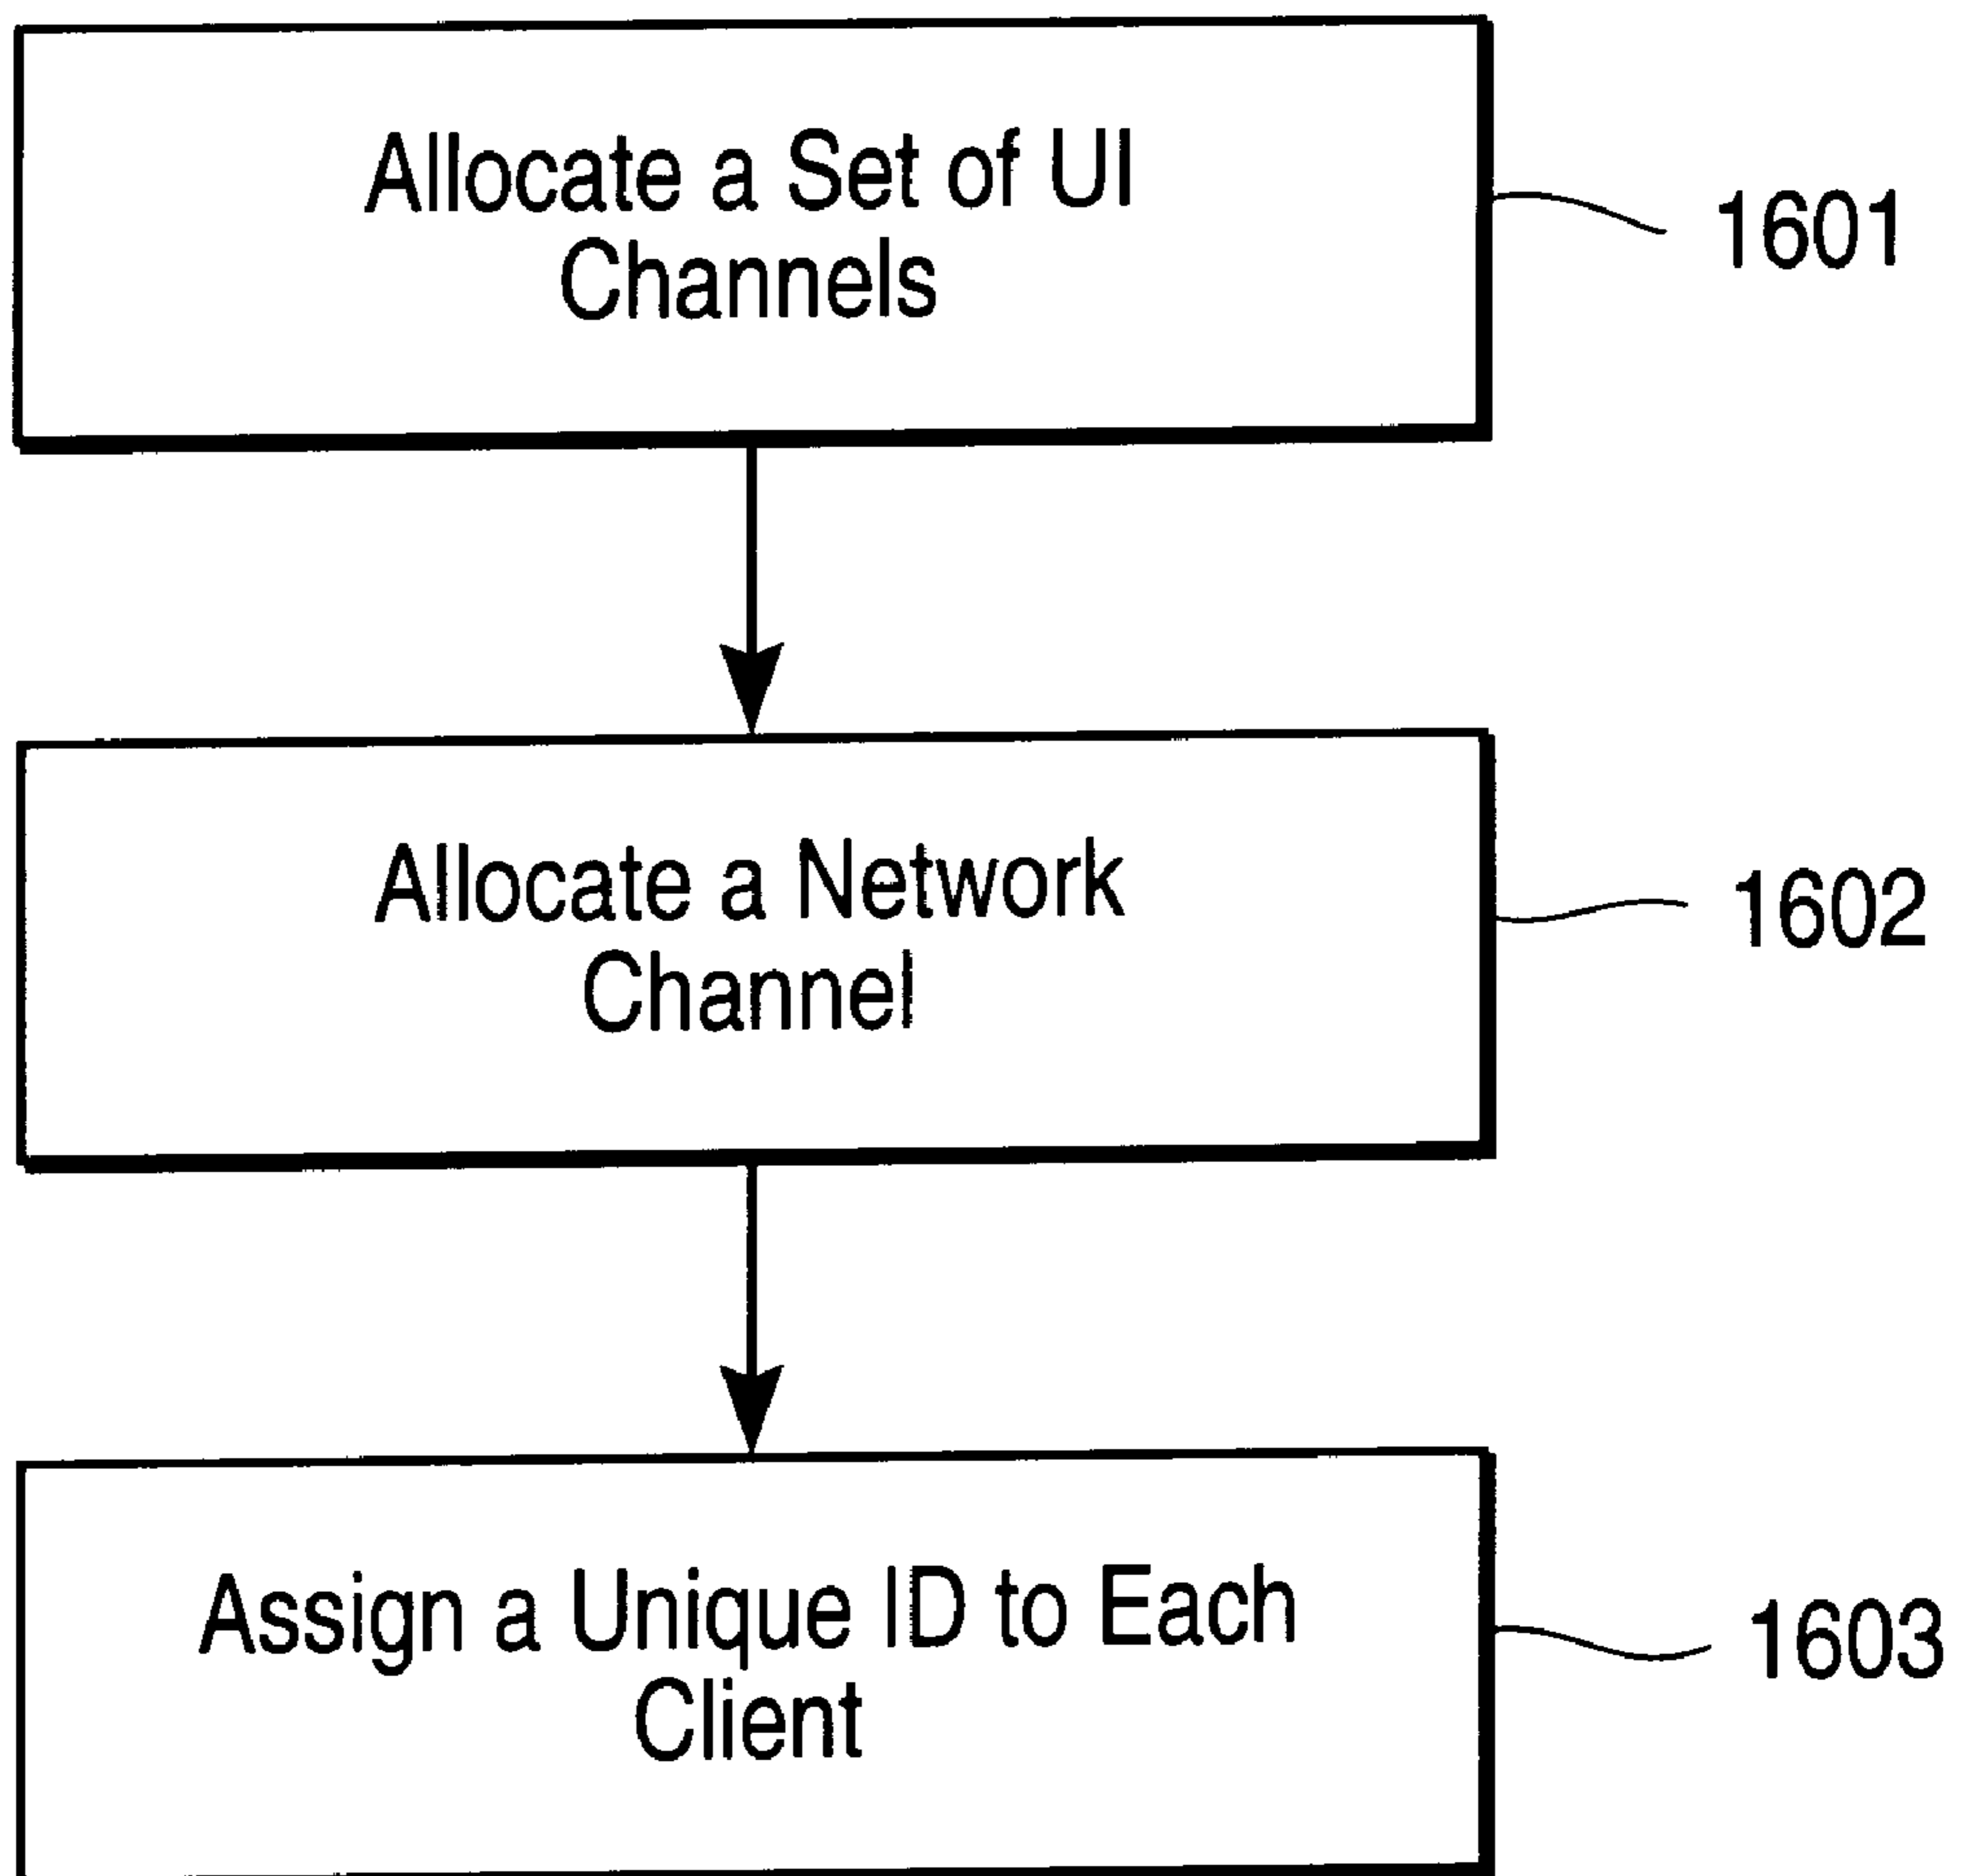 Allocate a Set of UI
Channels
1601
Allocate a Network
Channel
1602
Assign a Unique ID to Each
Client
1603